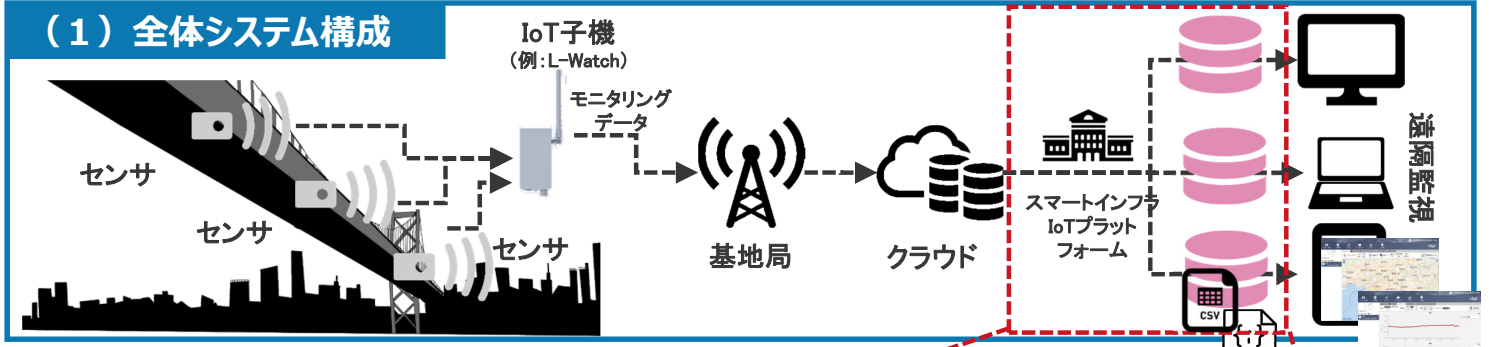 (1)全体システム構成
IoT子機
(例:L-Watch)
モニタリング
データ
センサ
センサ
センサ
基地局
クラウド
スマートインフラ
IoTプラット
フォーム
遠隔監視
CSV
{;}